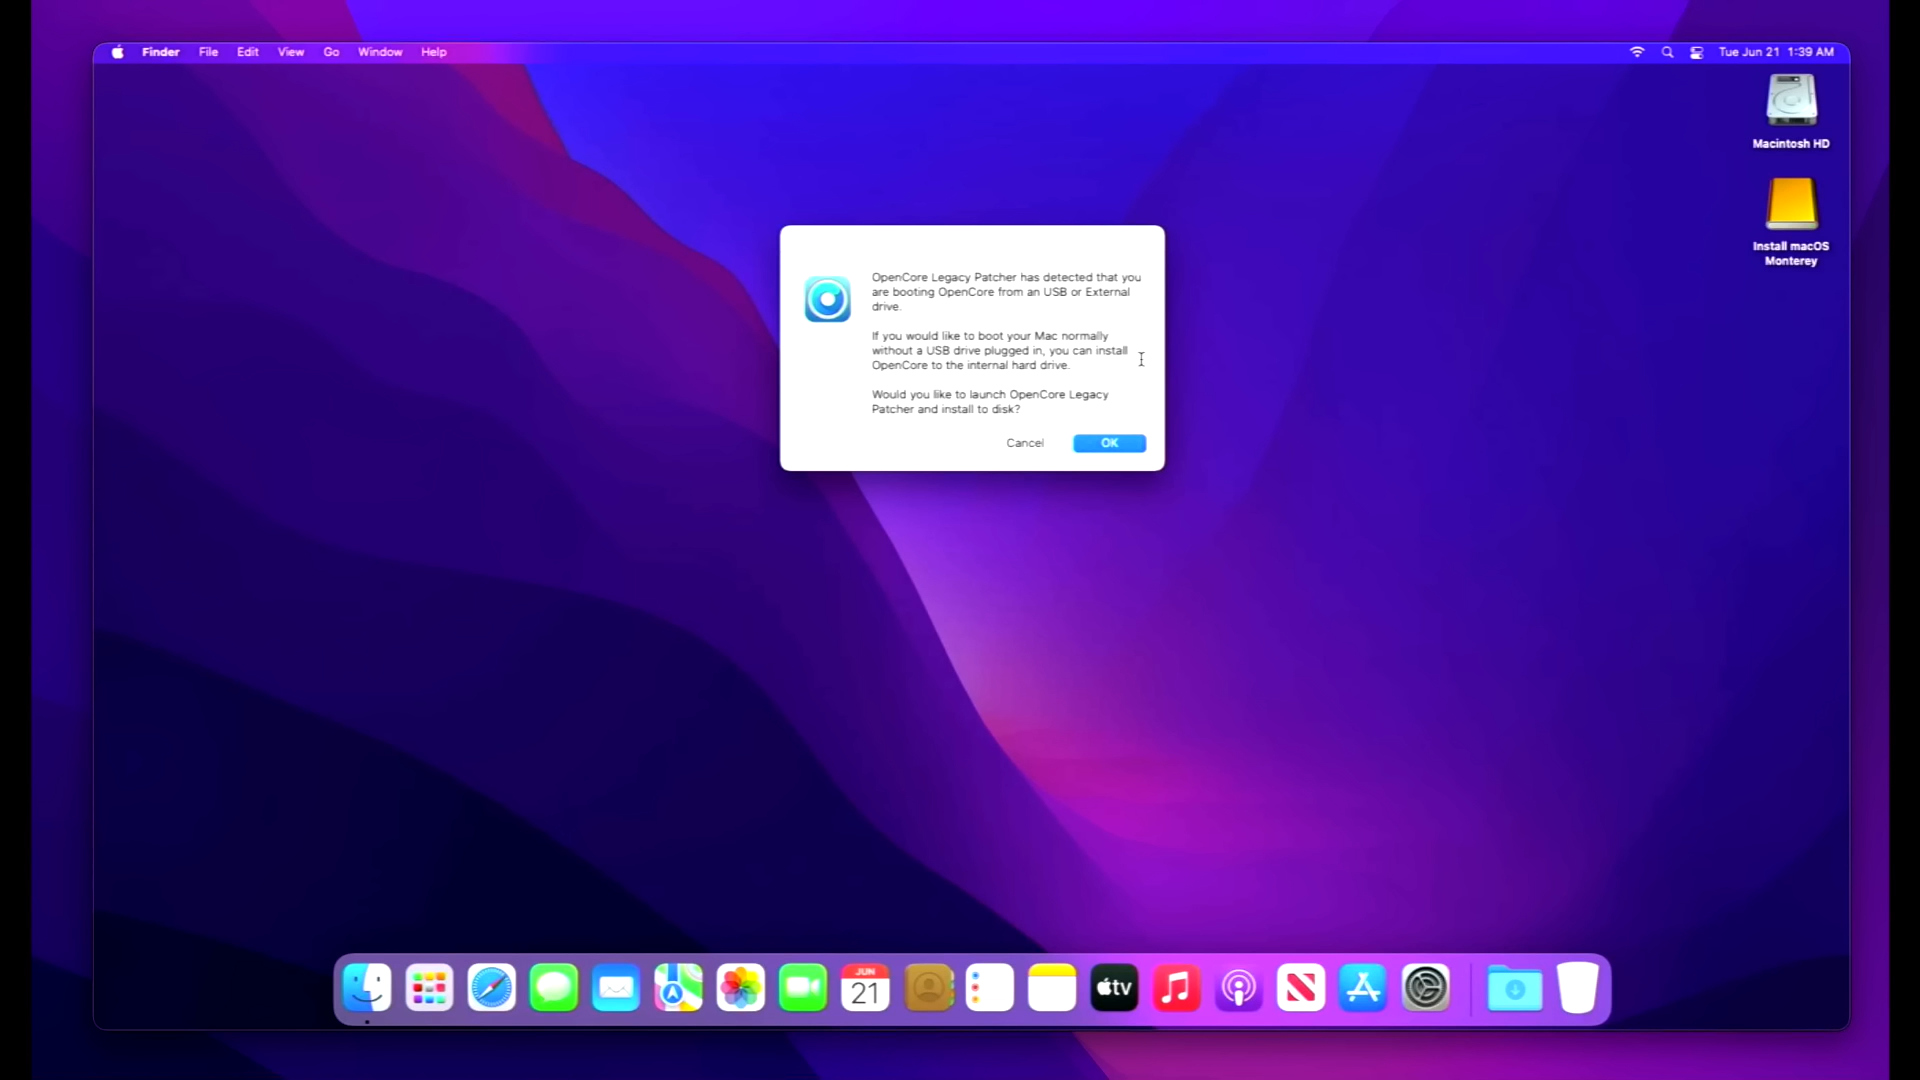 Finder File Edit View Go Window Help
Tue Jun 21 1:39 AM
Macintosh HD
Install macOS
Monterey
OpenCore Legacy Patcher has detected that you
are booting OpenCore from an USB or External
drive.
If you would like to boot your Mac normally
without a USB drive plugged in, you can install
OpenCore to the internal hard drive.
Would you like to launch OpenCore Legacy
Patcher and install to disk?
Cancel OK
JUN
21
tv